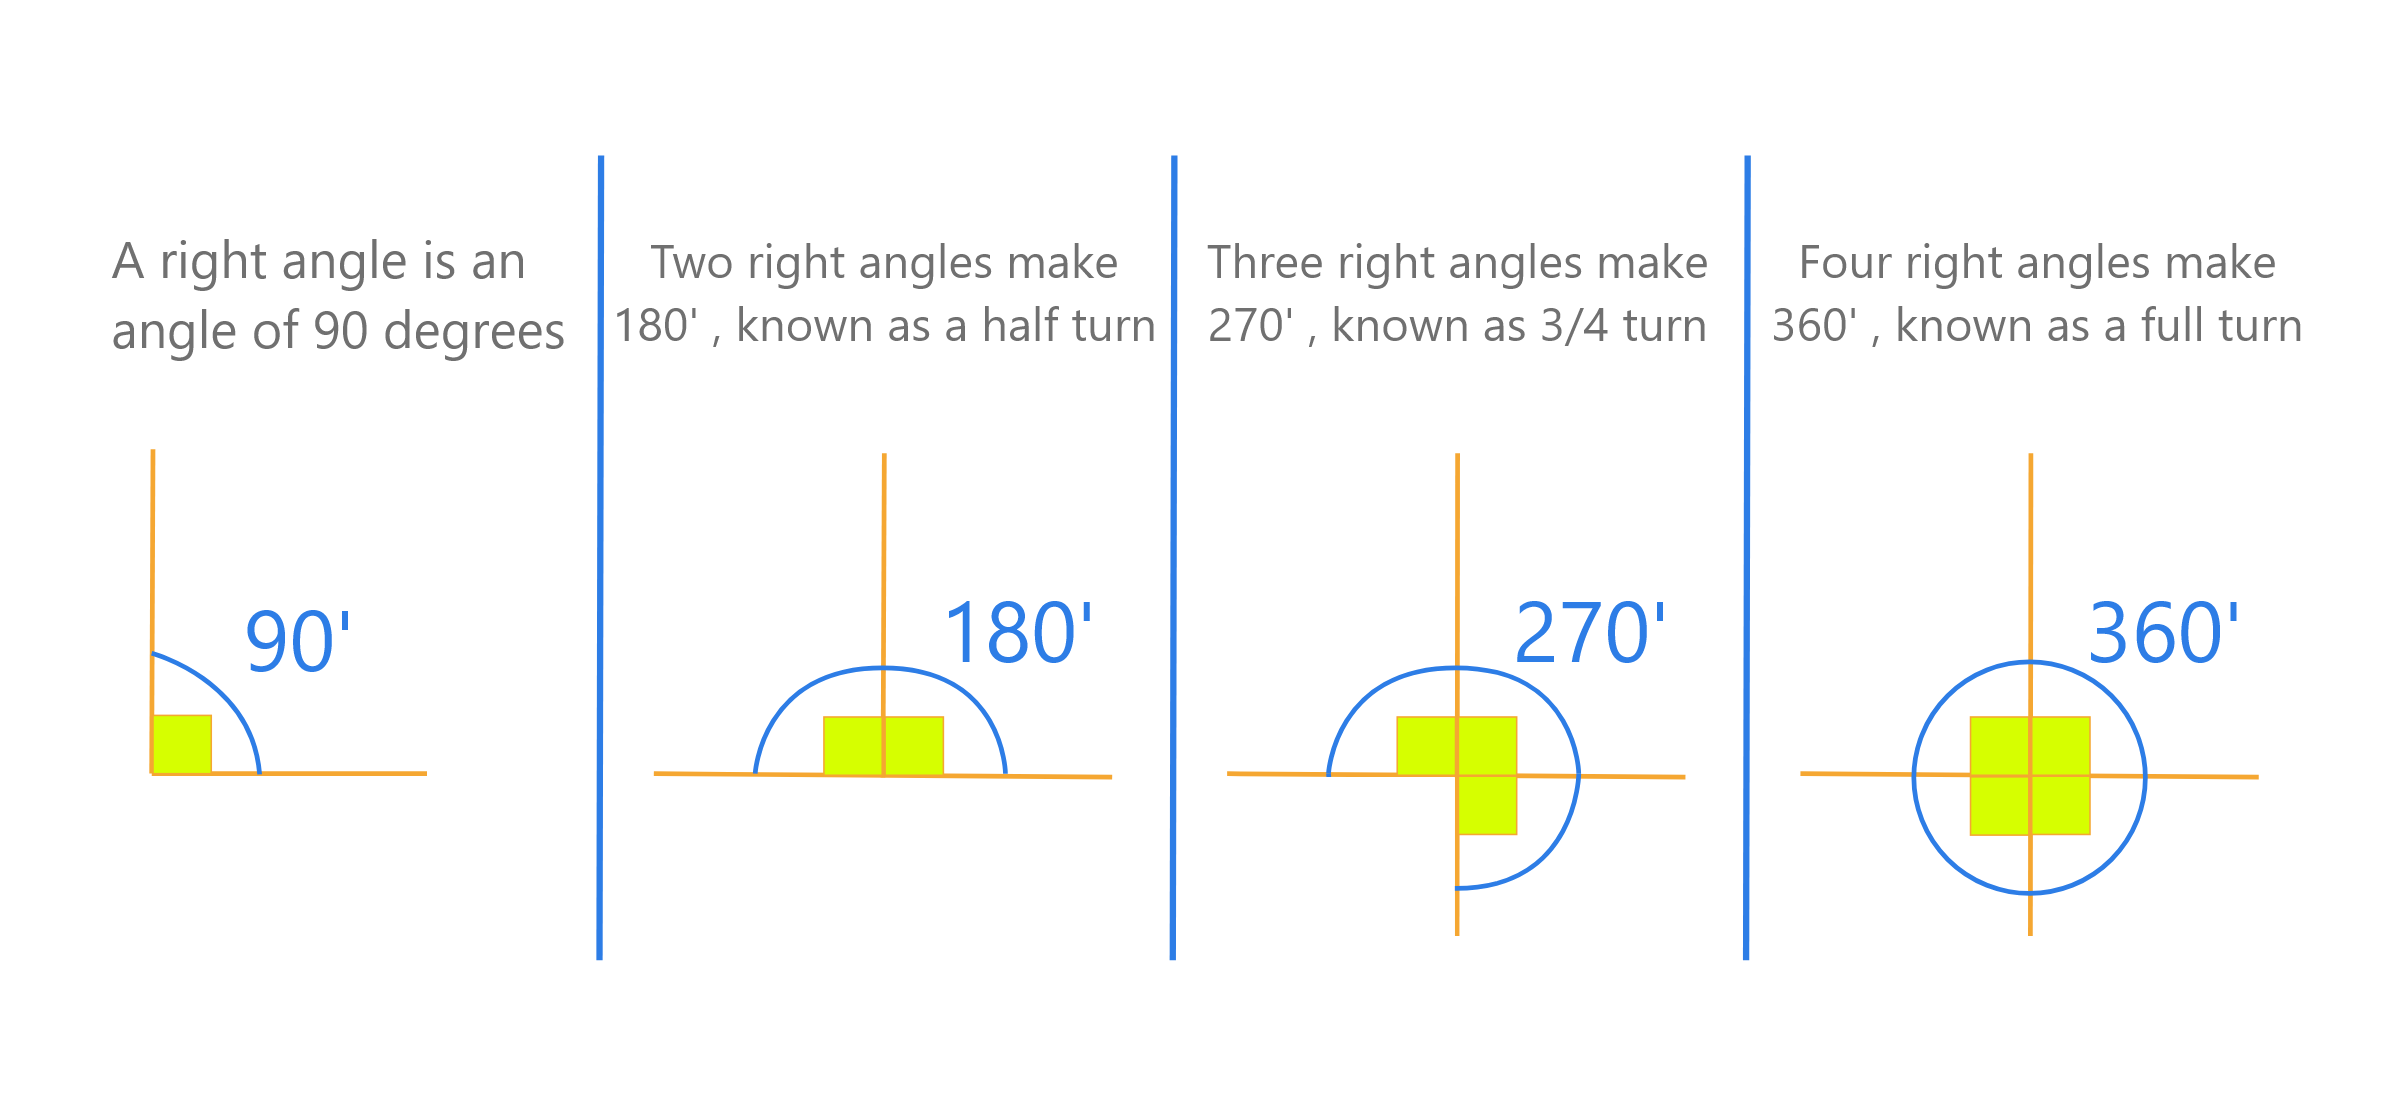 A right angle is an
angle of 90 degrees
90'
Two right angles make
180' , known as a half turn
180'
Three right angles make
270' , known as 3/4 turn
270'
Four right angles make
360' , known as a full turn
360'